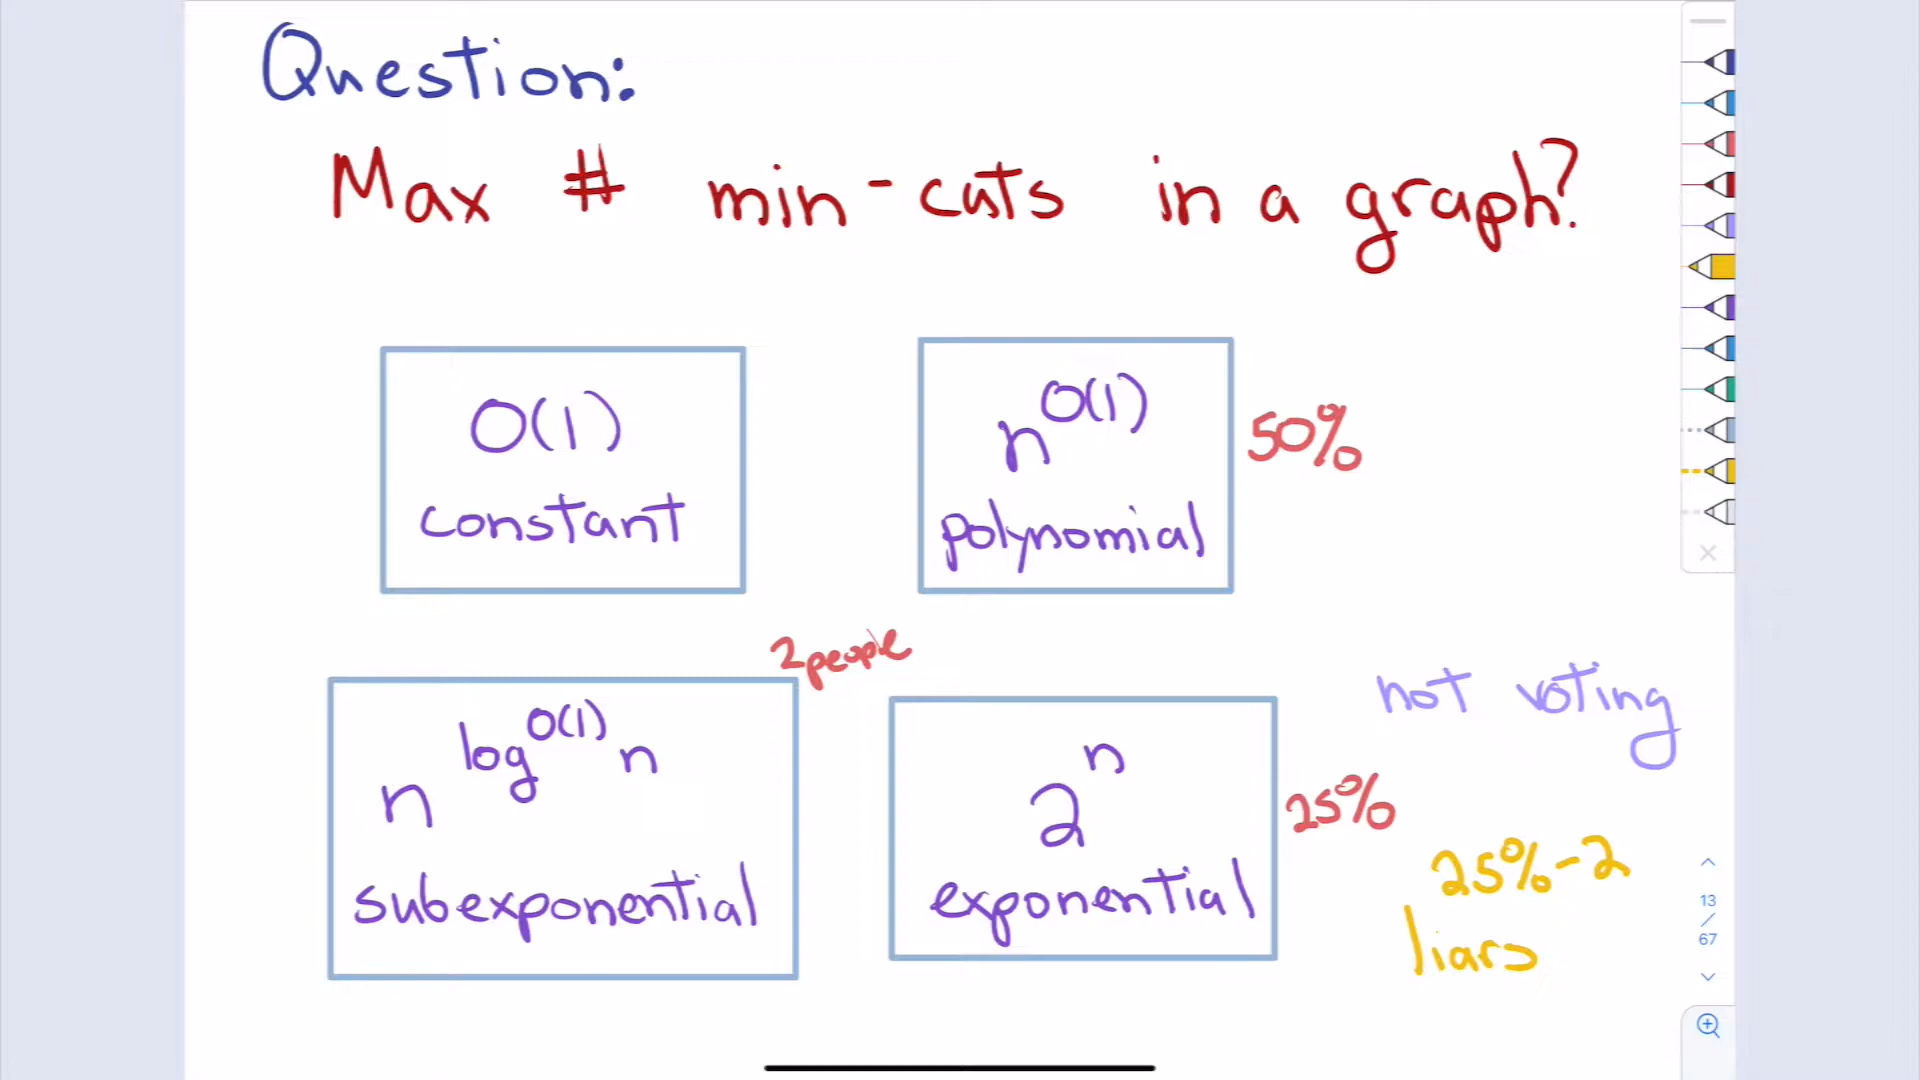 Question:
Max # min-cuts in a graph?
O(1)
constant
n^O(1)
polynomial
50%
2 people
n^log^O(1) n
subexponential
2^n
exponential
25%
not voting
25%-2
liars
13
/
67